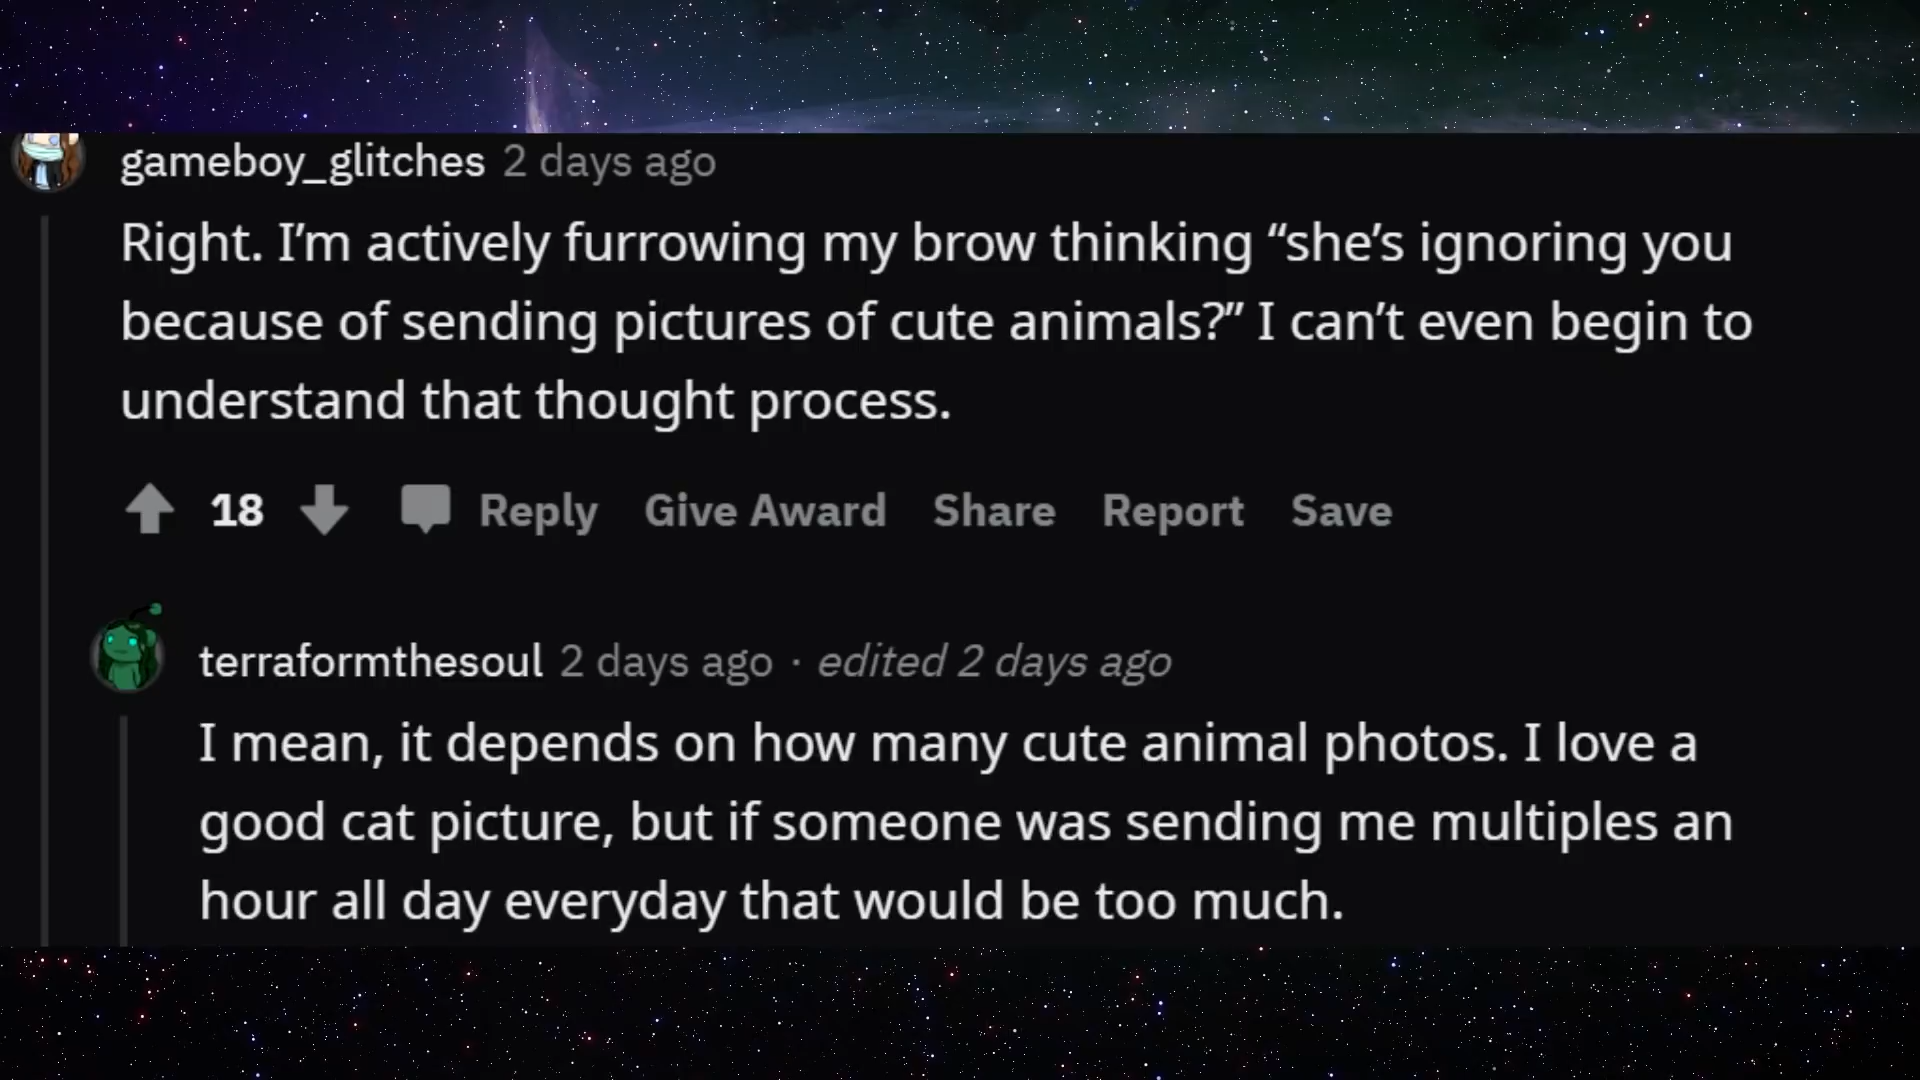 gameboy_glitches 2 days ago
Right. I’m actively furrowing my brow thinking “she’s ignoring you
because of sending pictures of cute animals?” I can’t even begin to
understand that thought process.
18 Reply Give Award Share Report Save
terraformthesoul 2 days ago · edited 2 days ago
I mean, it depends on how many cute animal photos. I love a
good cat picture, but if someone was sending me multiples an
hour all day everyday that would be too much.